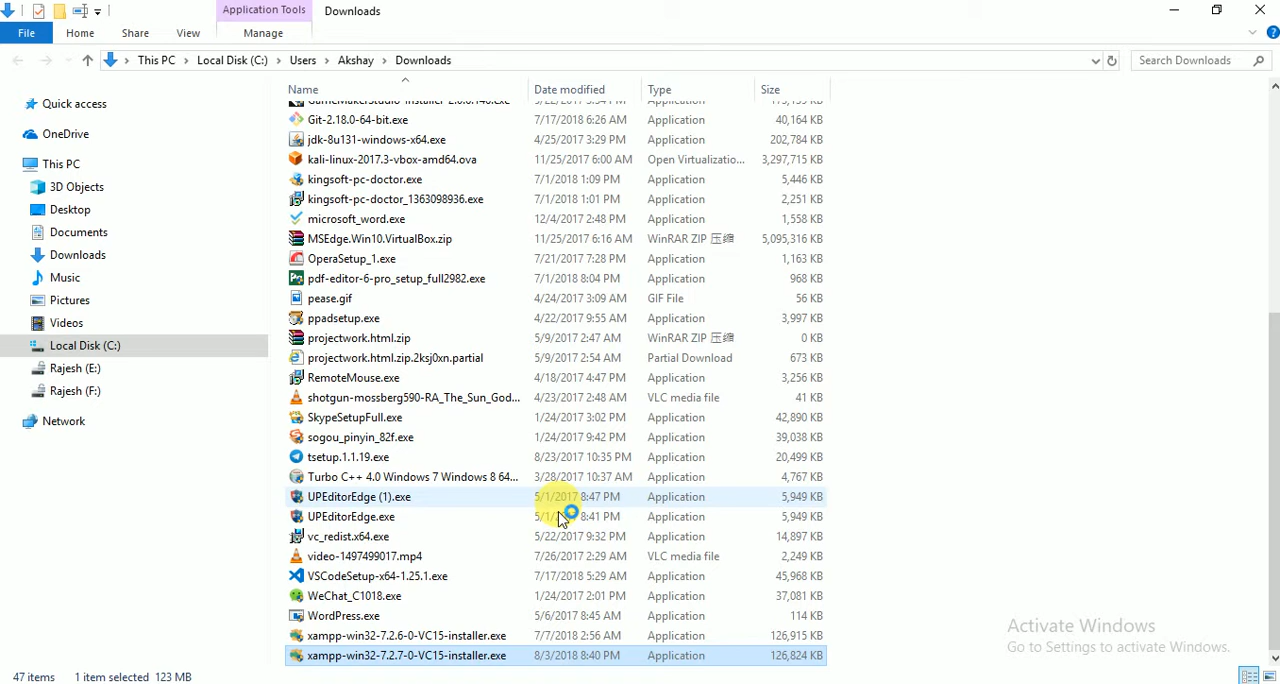 Application Tools Downloads
File Home Share View Manage
This PC Local Disk (C:) Users Akshay Downloads Search Downloads
Name Date modified Type Size
Quick access
OneDrive
This PC
3D Objects
Desktop
Documents
Downloads
Music
Pictures
Videos
Local Disk (C:)
Rajesh (E:)
Rajesh (F:)
Network
Git-2.18.0-64-bit.exe 7/17/2018 6:26 AM Application 40,164 KB
jdk-8u131-windows-x64.exe 4/25/2017 3:29 PM Application 202,784 KB
kali-linux-2017.3-vbox-amd64.ova 11/25/2017 6:00 AM Open Virtualizatio... 3,297,715 KB
kingsoft-pc-doctor.exe 7/1/2018 1:09 PM Application 5,446 KB
kingsoft-pc-doctor_1363098936.exe 7/1/2018 1:01 PM Application 2,251 KB
microsoft_word.exe 12/4/2017 2:48 PM Application 1,558 KB
MSEdge.Win10.VirtualBox.zip 11/25/2017 6:16 AM WinRAR ZIP 压缩 5,095,316 KB
OperaSetup_1.exe 7/21/2017 7:28 PM Application 1,163 KB
pdf-editor-6-pro_setup_full2982.exe 7/1/2018 8:04 PM Application 968 KB
pease.gif 4/24/2017 3:09 AM GIF File 56 KB
ppadsetup.exe 4/22/2017 9:55 AM Application 3,997 KB
projectwork.html.zip 5/9/2017 2:47 AM WinRAR ZIP 压缩 0 KB
projectwork.html.zip.2ksj0xn.partial 5/9/2017 2:54 AM Partial Download 673 KB
RemoteMouse.exe 4/18/2017 4:47 PM Application 3,256 KB
shotgun-mossberg590-RA_The_Sun_God... 4/23/2017 2:48 AM VLC media file 41 KB
SkypeSetupFull.exe 1/24/2017 3:02 PM Application 42,890 KB
sogou_pinyin_82f.exe 1/24/2017 9:42 PM Application 39,038 KB
tsetup.1.1.19.exe 8/23/2017 10:35 PM Application 20,499 KB
Turbo C++ 4.0 Windows 7 Windows 8 64... 3/28/2017 10:37 AM Application 4,767 KB
UPEditorEdge (1).exe 5/1/2017 8:47 PM Application 5,949 KB
UPEditorEdge.exe 8:41 PM Application 5,949 KB
vc_redist.x64.exe 5/22/2017 9:32 PM Application 14,897 KB
video-1497499017.mp4 7/26/2017 2:29 AM VLC media file 2,249 KB
VSCodeSetup-x64-1.25.1.exe 7/17/2018 5:29 AM Application 45,968 KB
WeChat_C1018.exe 1/24/2017 2:01 PM Application 37,081 KB
WordPress.exe 5/6/2017 8:45 AM Application 114 KB
xampp-win32-7.2.6-0-VC15-installer.exe 7/7/2018 2:56 AM Application 126,915 KB
xampp-win32-7.2.7-0-VC15-installer.exe 8/3/2018 8:40 PM Application 126,824 KB
Activate Windows
Go to Settings to activate Windows.
47 items 1 item selected 123 MB